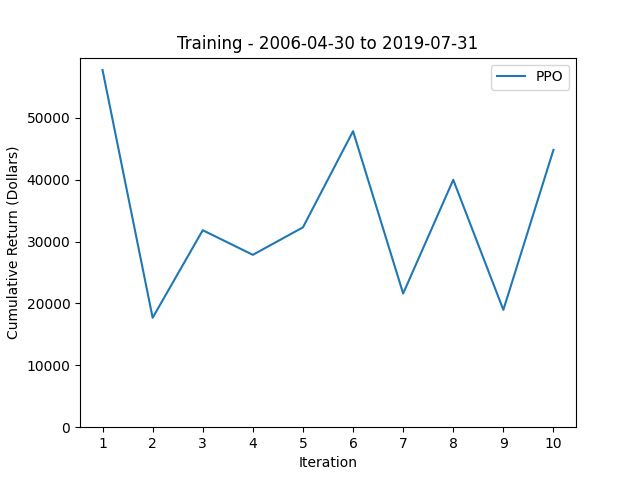 Training - 2006-04-30 to 2019-07-31
PPO
Cumulative Return (Dollars)
50000
40000
30000
20000
10000
0
1 2 3 4 5 6 7 8 9 10
Iteration